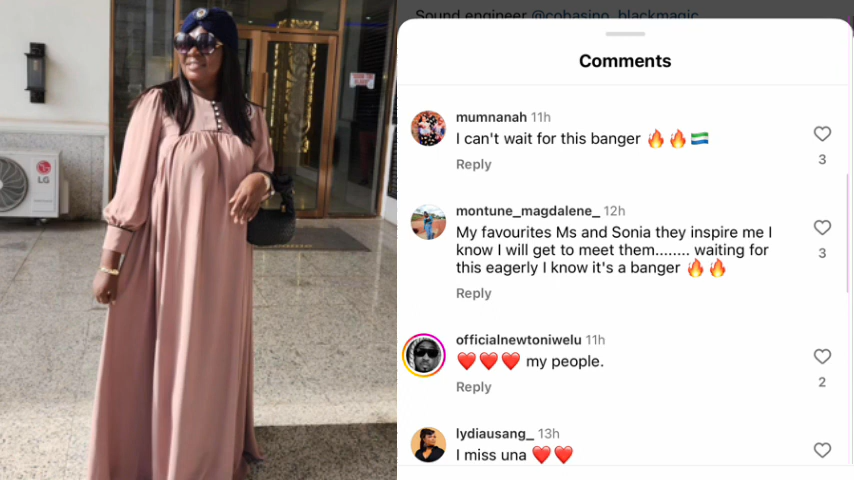 LG
Sound engineer @cobasino_blackmagic
Comments
mumnanah 11h
I can't wait for this banger 🔥🔥🇸🇱
Reply
3
montune_magdalene_ 12h
My favourites Ms and Sonia they inspire me I
know I will get to meet them........ waiting for
this eagerly I know it's a banger 🔥🔥
Reply
3
officialnewtoniwelu 11h
❤️❤️❤️ my people.
Reply
2
lydiausang_ 13h
I miss una ❤️❤️